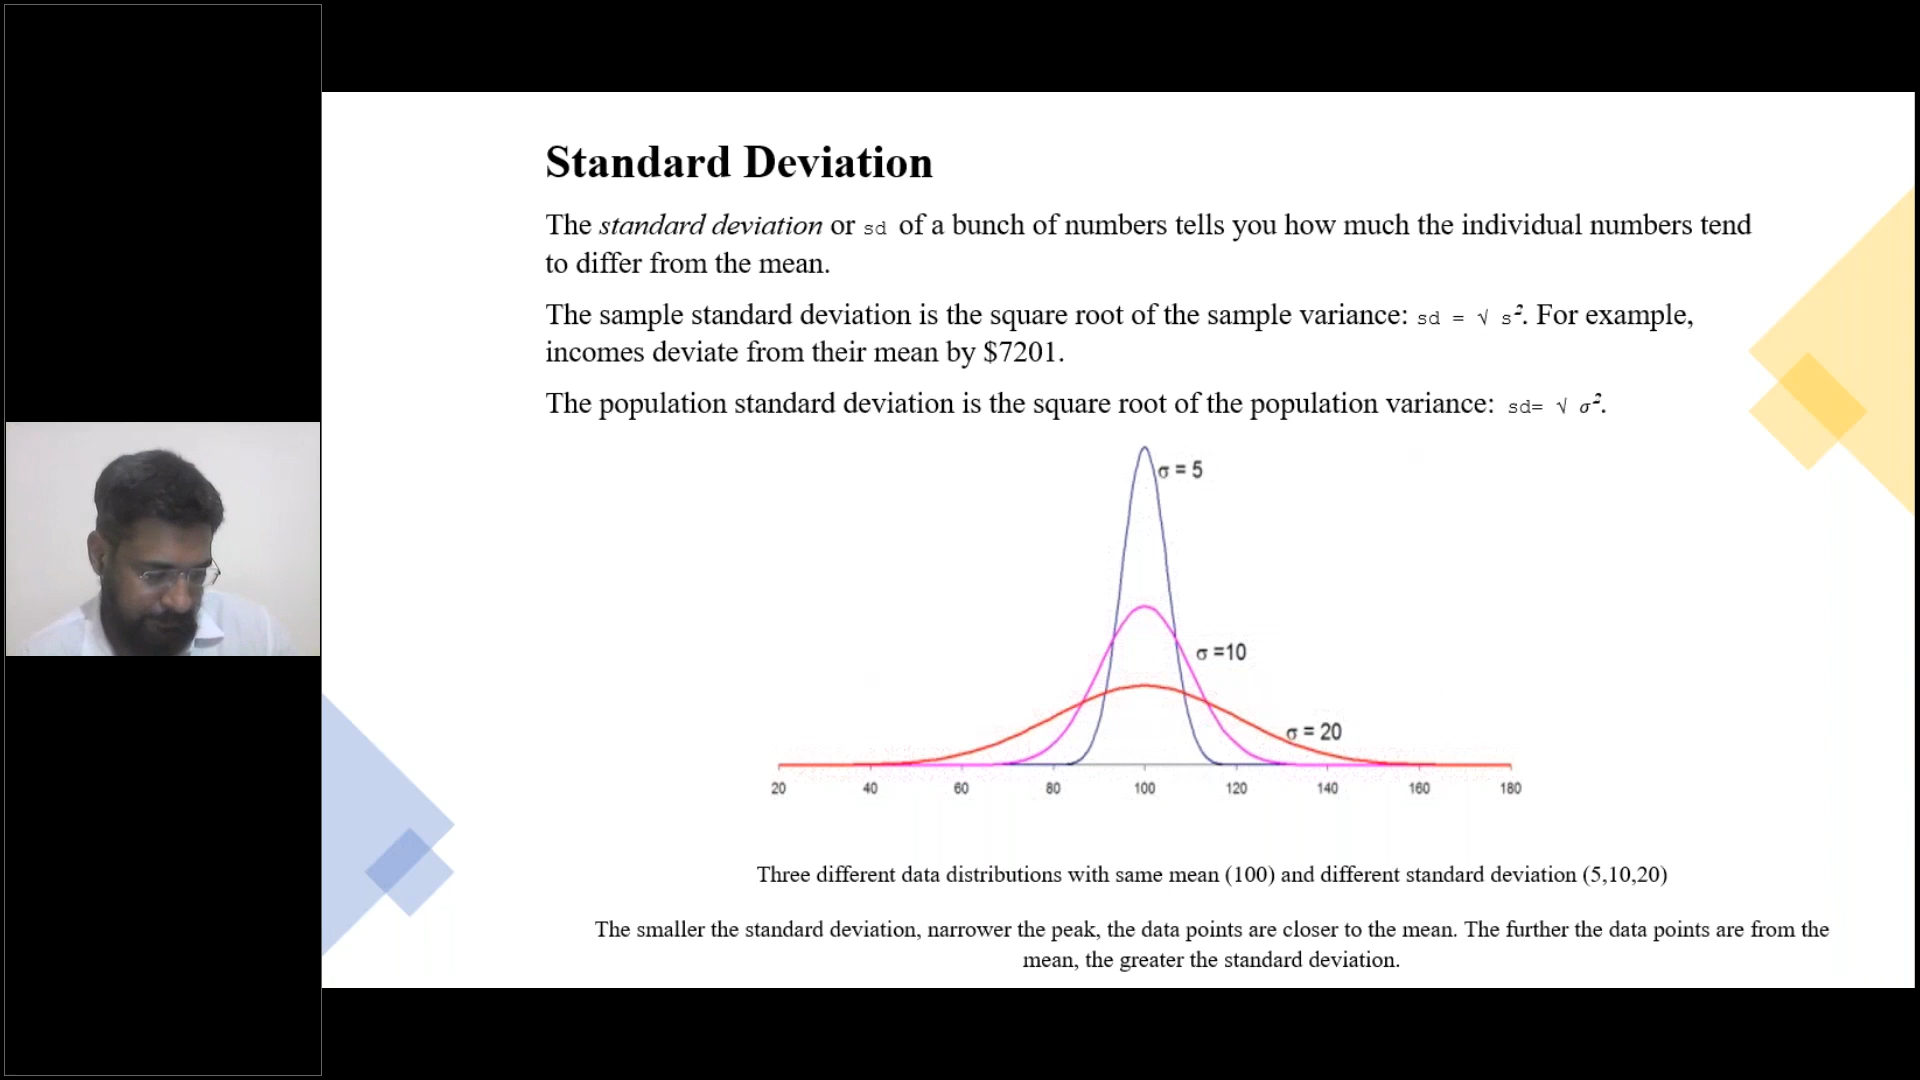 Standard Deviation
The standard deviation or sd of a bunch of numbers tells you how much the individual numbers tend
to differ from the mean.
The sample standard deviation is the square root of the sample variance: sd = √ s². For example,
incomes deviate from their mean by $7201.
The population standard deviation is the square root of the population variance: sd= √ σ².
σ = 5
σ =10
σ = 20
20 40 60 80 100 120 140 160 180
Three different data distributions with same mean (100) and different standard deviation (5,10,20)
The smaller the standard deviation, narrower the peak, the data points are closer to the mean. The further the data points are from the
mean, the greater the standard deviation.